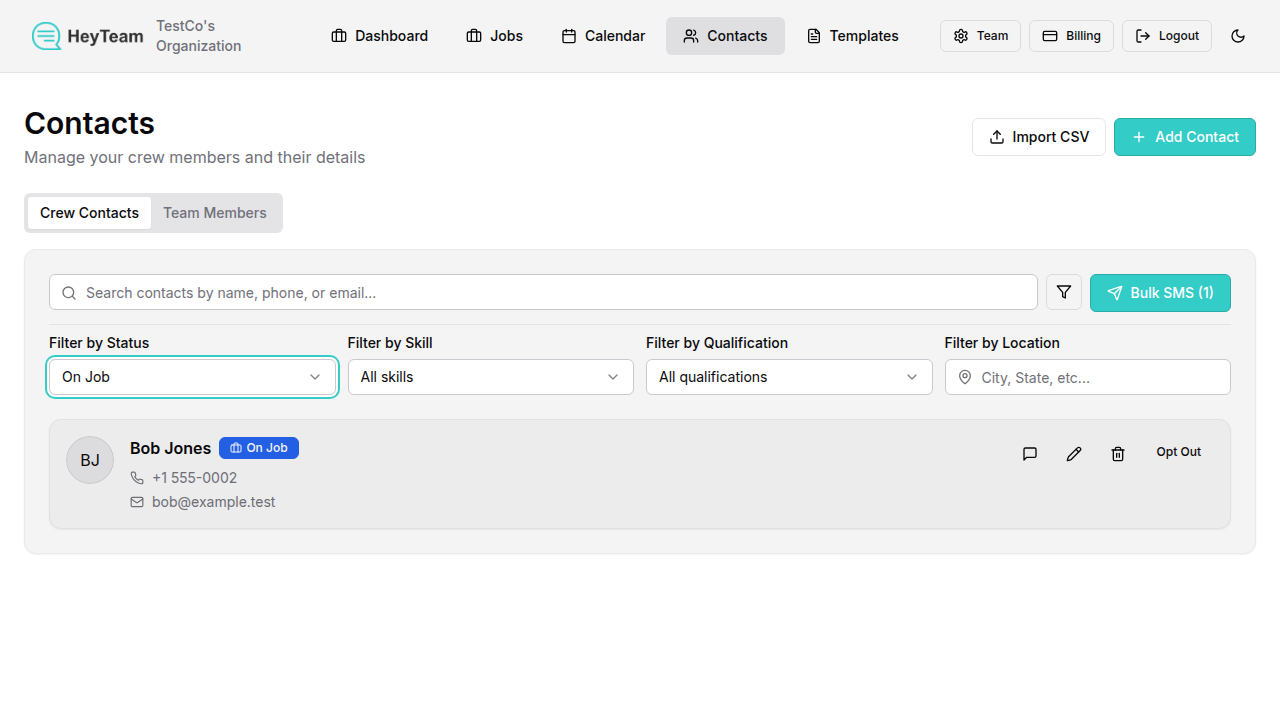 HeyTeam
TestCo's
Organization
Dashboard
Jobs
Calendar
Contacts
Templates
Team
Billing
Logout
Contacts
Manage your crew members and their details
Import CSV
Add Contact
Crew Contacts
Team Members
Search contacts by name, phone, or email...
Bulk SMS (1)
Filter by Status
Filter by Skill
Filter by Qualification
Filter by Location
On Job
All skills
All qualifications
City, State, etc...
BJ
Bob Jones
On Job
+1 555-0002
bob@example.test
Opt Out